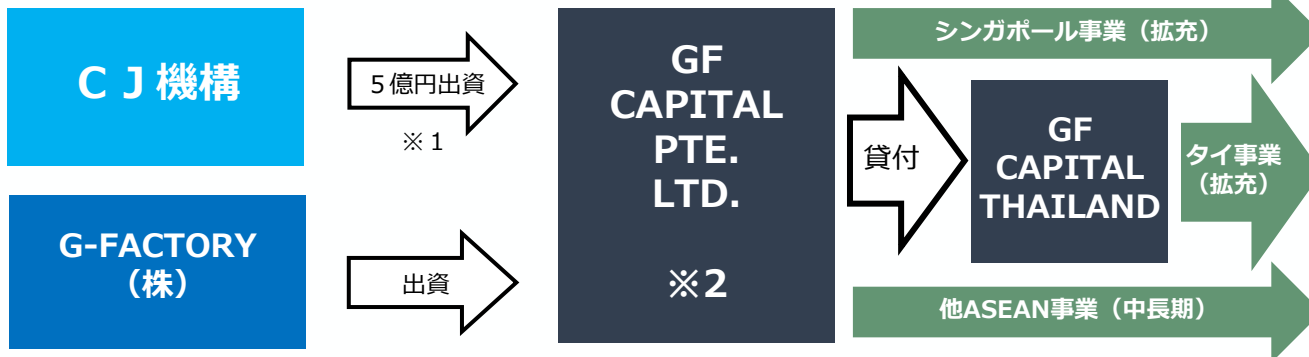 ＣＪ機構
５億円出資
※１
G-FACTORY
（株）
出資
GF
CAPITAL
PTE.
LTD.
※2
シンガポール事業（拡充）
貸付
GF
CAPITAL
THAILAND
タイ事業
（拡充）
他ASEAN事業（中長期）